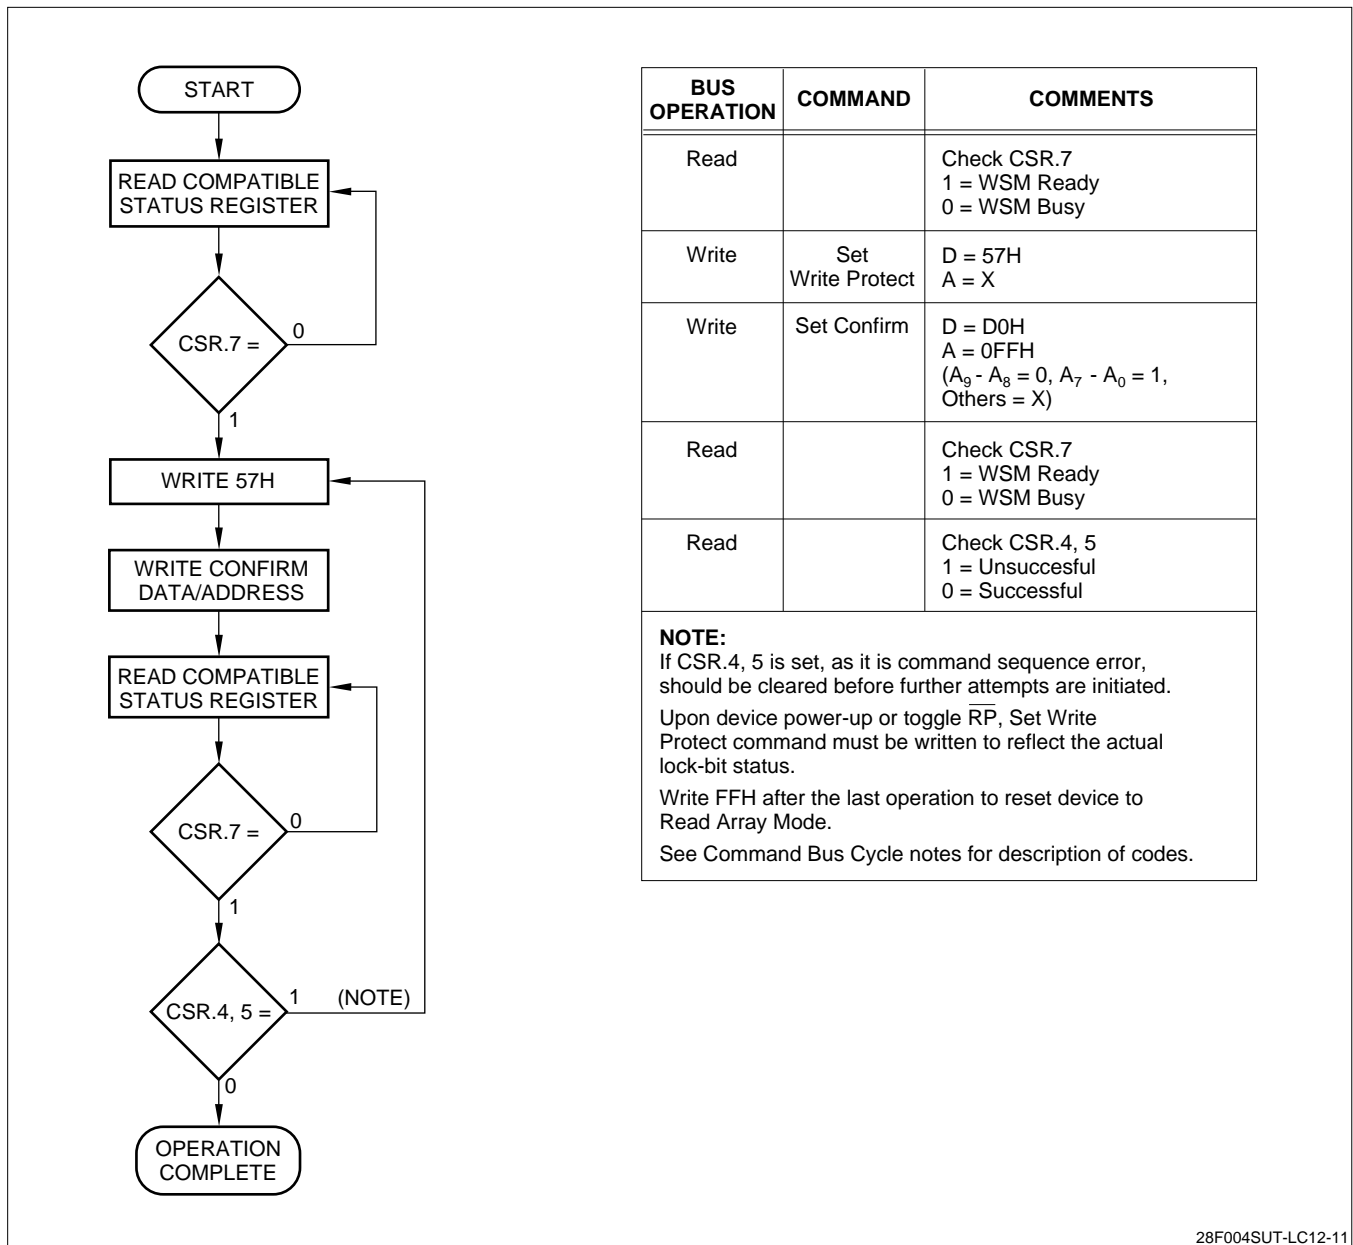 START
READ COMPATIBLE
STATUS REGISTER
CSR.7 =
0
1
WRITE 57H
WRITE CONFIRM
DATA/ADDRESS
READ COMPATIBLE
STATUS REGISTER
CSR.7 =
0
1
CSR.4, 5 =
1
(NOTE)
0
OPERATION
COMPLETE
BUS
OPERATION
COMMAND
COMMENTS
Read
Check CSR.7
1 = WSM Ready
0 = WSM Busy
Write
Set
Write Protect
D = 57H
A = X
Write
Set Confirm
D = D0H
A = 0FFH
(A9 - A8 = 0, A7 - A0 = 1,
Others = X)
Read
Check CSR.7
1 = WSM Ready
0 = WSM Busy
Read
Check CSR.4, 5
1 = Unsuccesful
0 = Successful
NOTE:
If CSR.4, 5 is set, as it is command sequence error,
should be cleared before further attempts are initiated.
Upon device power-up or toggle R̅P̅, Set Write
Protect command must be written to reflect the actual
lock-bit status.
Write FFH after the last operation to reset device to
Read Array Mode.
See Command Bus Cycle notes for description of codes.
28F004SUT-LC12-11